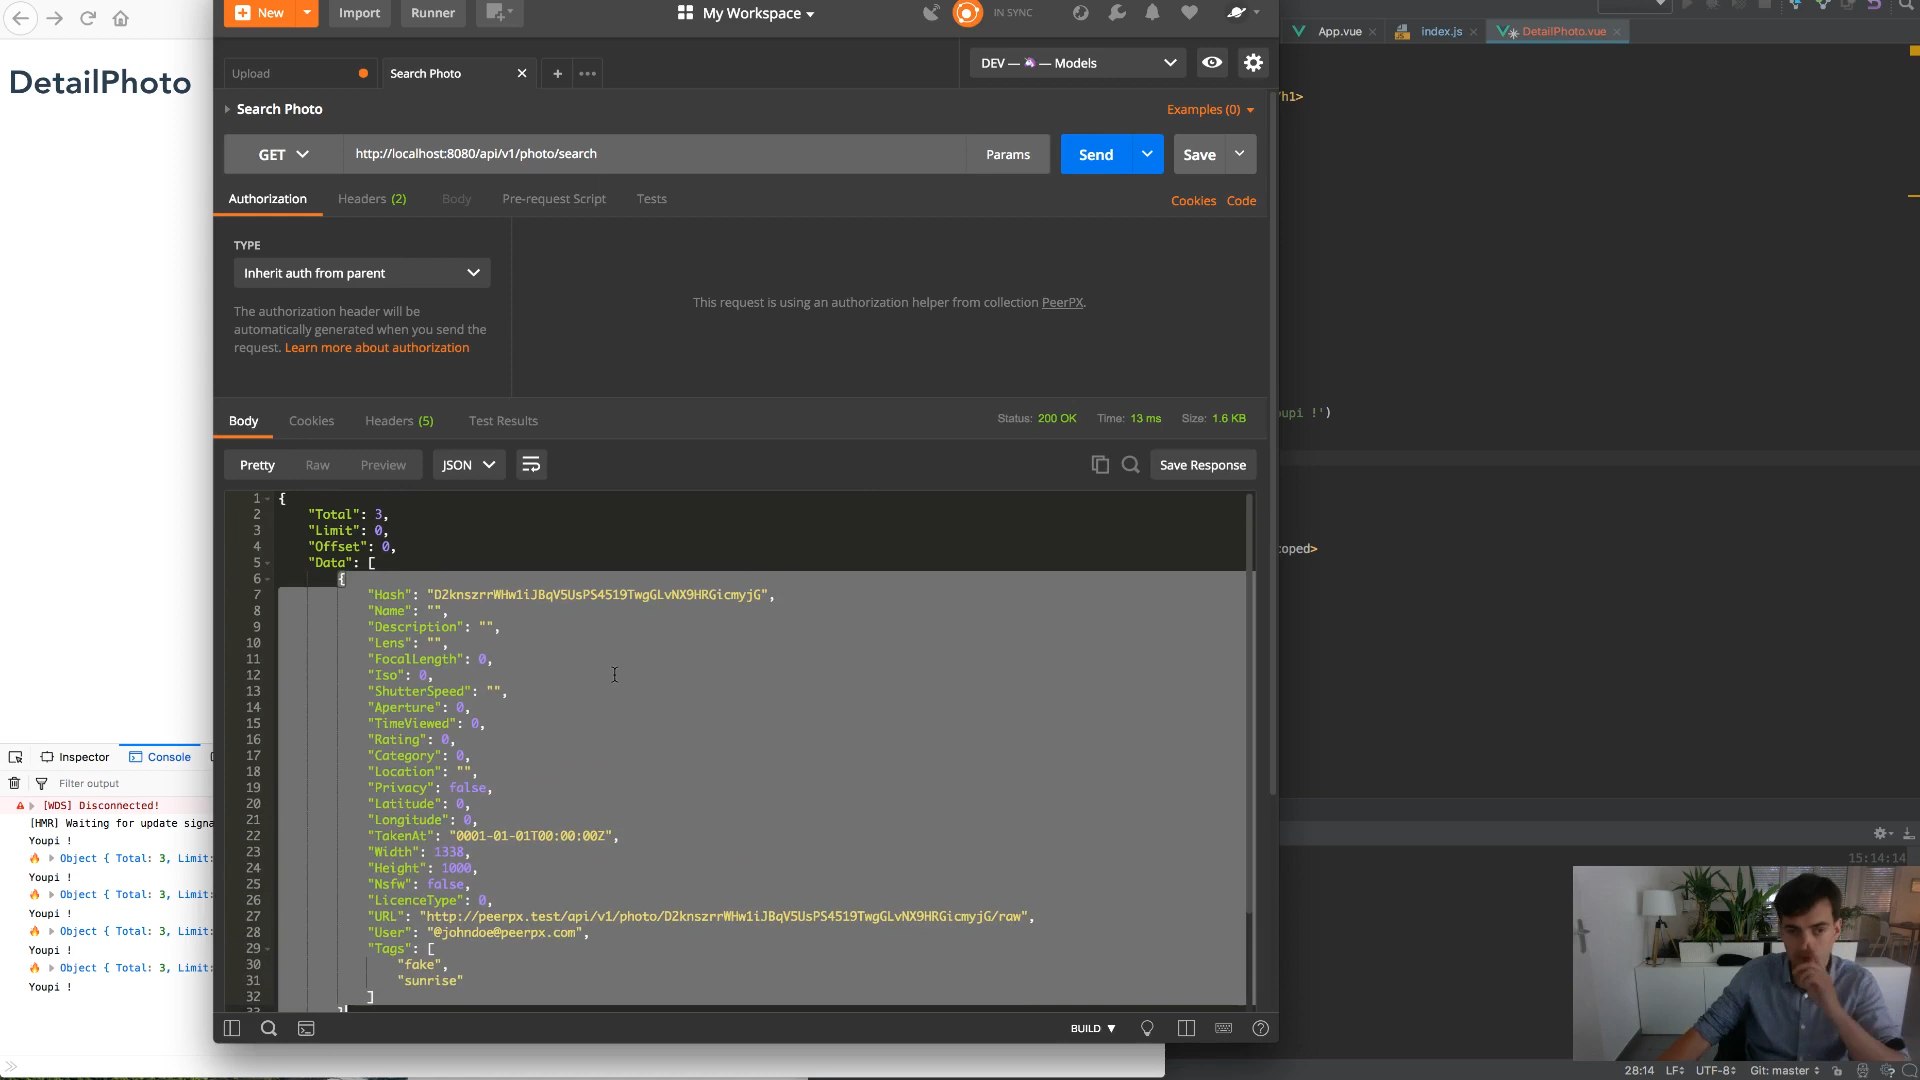 New
Import
Runner
My Workspace
IN SYNC
App.vue
index.js
DetailPhoto.vue
DetailPhoto
Upload
Search Photo
DEV — 🦄 — Models
/h1>
Search Photo
Examples (0)
GET
http://localhost:8080/api/v1/photo/search
Params
Send
Save
Authorization
Headers (2)
Body
Pre-request Script
Tests
Cookies
Code
TYPE
Inherit auth from parent
The authorization header will be
automatically generated when you send the
request. Learn more about authorization
This request is using an authorization helper from collection PeerPX.
oupi !')
Body
Cookies
Headers (5)
Test Results
Status: 200 OK
Time: 13 ms
Size: 1.6 KB
Pretty
Raw
Preview
JSON
Save Response
1 {
2 "Total": 3,
3 "Limit": 0,
4 "Offset": 0,
5 "Data": [
6 {
7 "Hash": "D2knszrrWHw1iJBqV5UsPS4519TwgGLvNX9HRGicmyjG",
8 "Name": "",
9 "Description": "",
10 "Lens": "",
11 "FocalLength": 0,
12 "Iso": 0,
13 "ShutterSpeed": "",
14 "Aperture": 0,
15 "TimeViewed": 0,
16 "Rating": 0,
17 "Category": 0,
18 "Location": "",
19 "Privacy": false,
20 "Latitude": 0,
21 "Longitude": 0,
22 "TakenAt": "0001-01-01T00:00:00Z",
23 "Width": 1338,
24 "Height": 1000,
25 "Nsfw": false,
26 "LicenceType": 0,
27 "URL": "http://peerpx.test/api/v1/photo/D2knszrrWHw1iJBqV5UsPS4519TwgGLvNX9HRGicmyjG/raw",
28 "User": "@johndoe@peerpx.com",
29 "Tags": [
30 "fake",
31 "sunrise"
32 ]
coped>
Inspector
Console
Filter output
[WDS] Disconnected!
[HMR] Waiting for update signa
Youpi !
Object { Total: 3, Limit:
Youpi !
Object { Total: 3, Limit:
Youpi !
Object { Total: 3, Limit:
Youpi !
Object { Total: 3, Limit:
Youpi !
15:14:14
BUILD
28:14
LF
UTF-8
Git: master